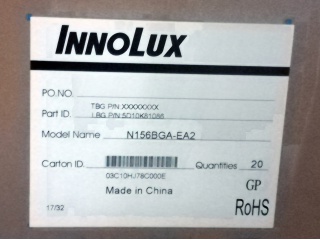 INNOLUX
PO.NO.
TBG P/N XXXXXXXX
Part ID. LBG P/N 5D10K81086
Model Name N156BGA-EA2
Carton ID. Quantities 20
03C10HJ78C000E
Made in China GP
17/32 RoHS